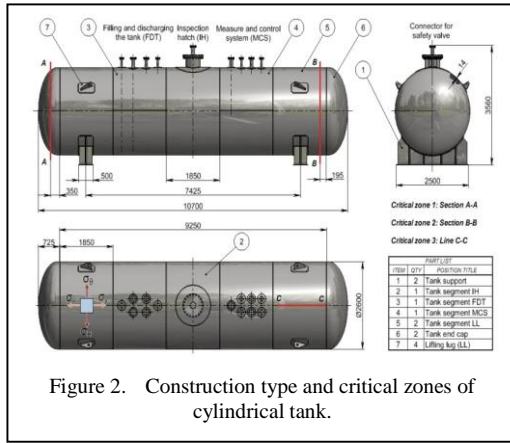 Filling and discharging
the tank (FDT)
Inspection
hatch (IH)
Measure and control
system (MCS)
Connector for
safety valve
7
3
4
5
6
1
A
B
A
B
14
3560
500
1850
195
350
7425
10700
2500
Critical zone 1: Section A-A
Critical zone 2: Section B-B
Critical zone 3: Line C-C
9250
725
1850
2
σθ
C
C
Ø2600
PART LIST
ITEM QTY POSITION TITLE
1 2 Tank support
2 1 Tank segment IH
3 1 Tank segment FDT
4 1 Tank segment MCS
5 2 Tank segment LL
6 2 Tank end cap
7 4 Lifting lug (LL)
Figure 2. Construction type and critical zones of
cylindrical tank.